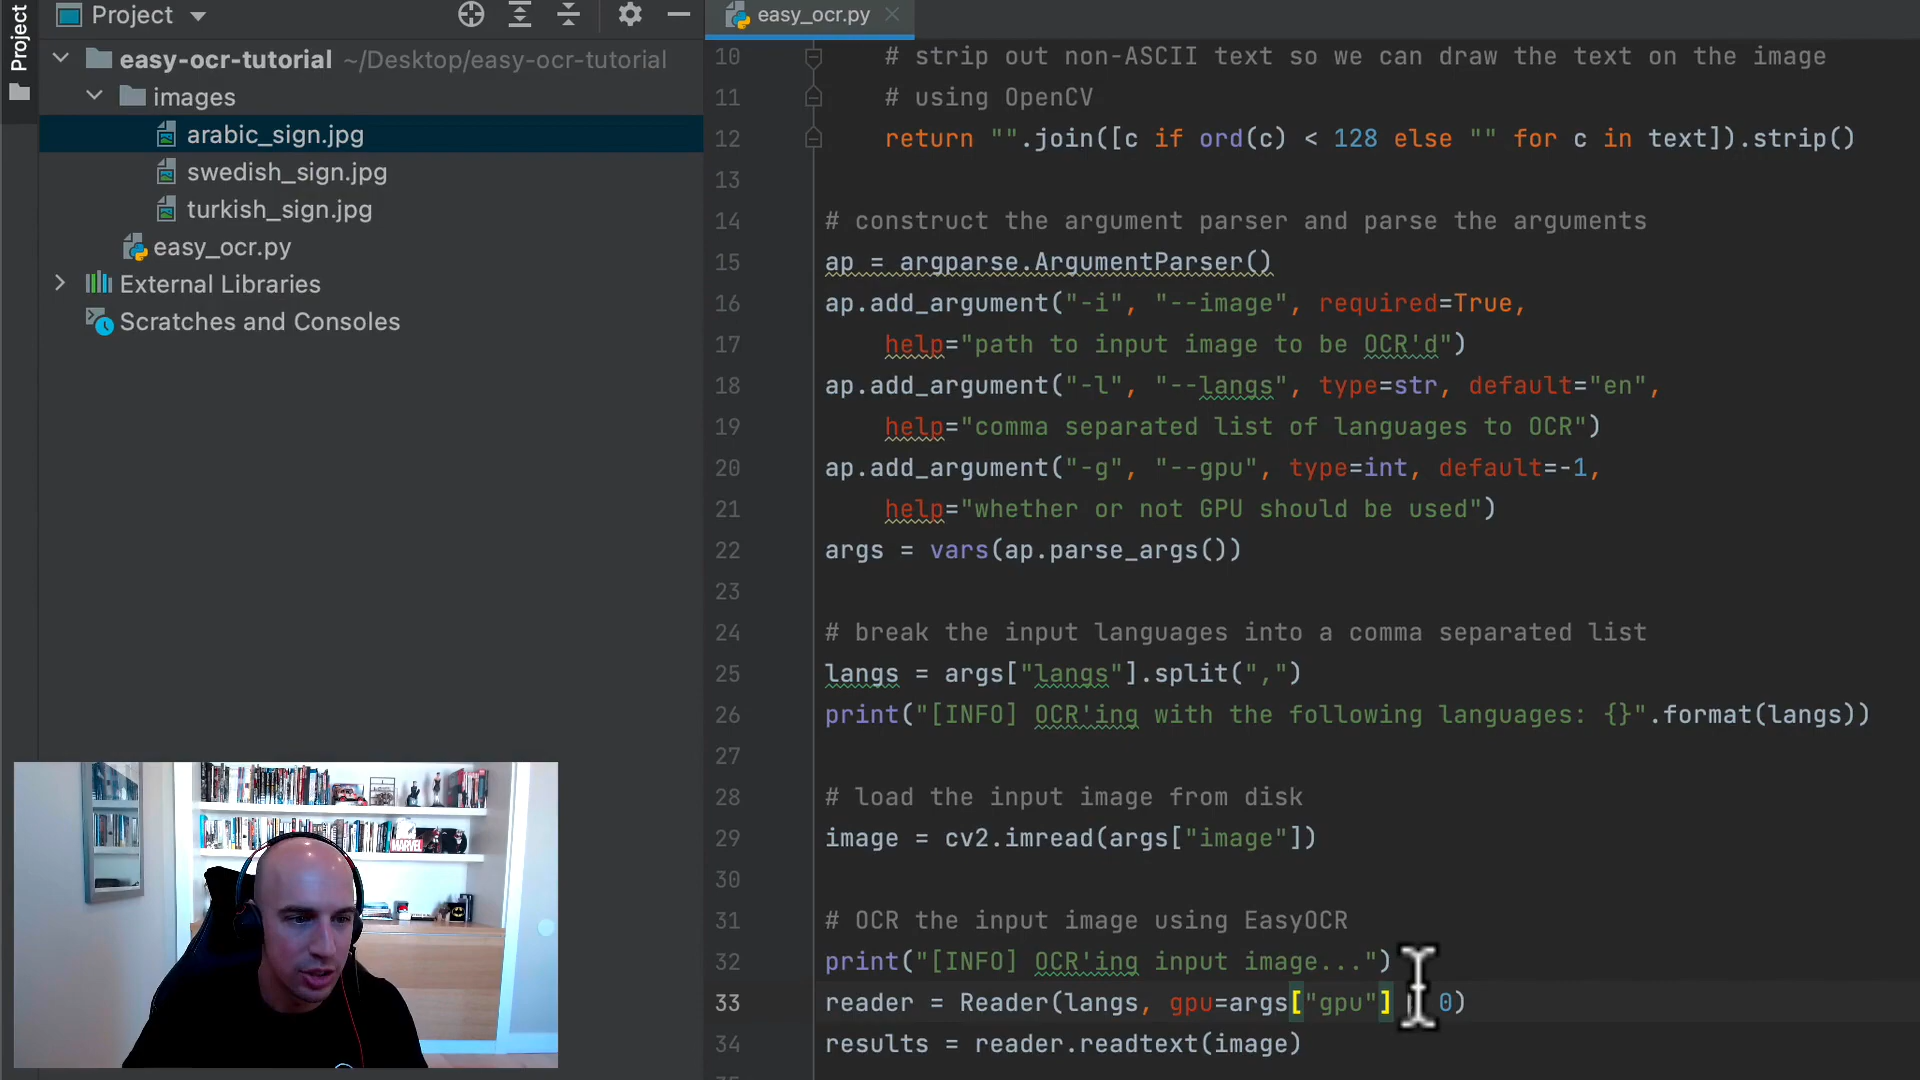 Project
Project
easy-ocr-tutorial ~/Desktop/easy-ocr-tutorial
images
arabic_sign.jpg
swedish_sign.jpg
turkish_sign.jpg
easy_ocr.py
External Libraries
Scratches and Consoles
easy_ocr.py
10 # strip out non-ASCII text so we can draw the text on the image
11 # using OpenCV
12 return "".join([c if ord(c) < 128 else "" for c in text]).strip()
13
14 # construct the argument parser and parse the arguments
15 ap = argparse.ArgumentParser()
16 ap.add_argument("-i", "--image", required=True,
17 help="path to input image to be OCR'd")
18 ap.add_argument("-l", "--langs", type=str, default="en",
19 help="comma separated list of languages to OCR")
20 ap.add_argument("-g", "--gpu", type=int, default=-1,
21 help="whether or not GPU should be used")
22 args = vars(ap.parse_args())
23
24 # break the input languages into a comma separated list
25 langs = args["langs"].split(",")
26 print("[INFO] OCR'ing with the following languages: {}".format(langs))
27
28 # load the input image from disk
29 image = cv2.imread(args["image"])
30
31 # OCR the input image using EasyOCR
32 print("[INFO] OCR'ing input image...")
33 reader = Reader(langs, gpu=args["gpu"] 0)
34 results = reader.readtext(image)
MARVEL